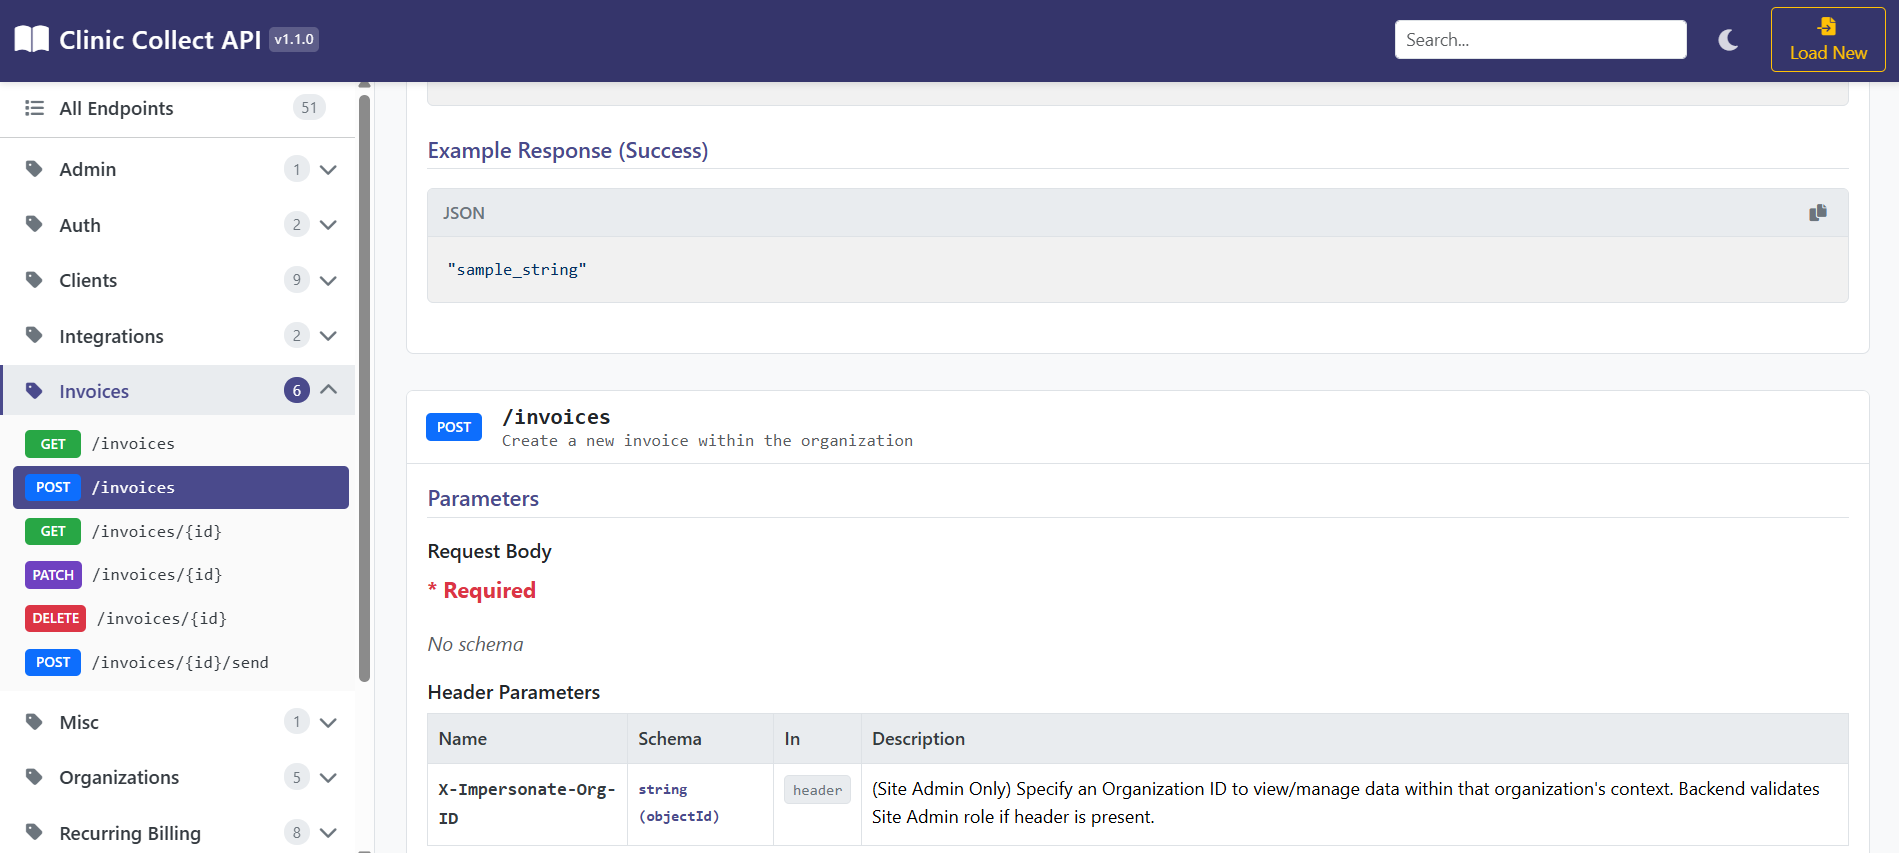 Clinic Collect API v1.1.0
Search...
Load New
All Endpoints 51
Admin 1
Auth 2
Clients 9
Integrations 2
Invoices 6
GET /invoices
POST /invoices
GET /invoices/{id}
PATCH /invoices/{id}
DELETE /invoices/{id}
POST /invoices/{id}/send
Misc 1
Organizations 5
Recurring Billing 8
Example Response (Success)
JSON
"sample_string"
POST /invoices
Create a new invoice within the organization
Parameters
Request Body
* Required
No schema
Header Parameters
Name Schema In Description
X-Impersonate-Org-
ID
string
(objectId)
header
(Site Admin Only) Specify an Organization ID to view/manage data within that organization's context. Backend validates
Site Admin role if header is present.